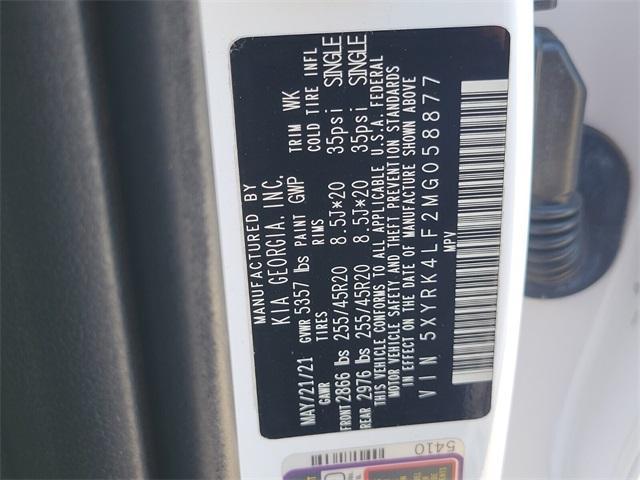 MANUFACTURED BY
KIA GEORGIA, INC.
MAY/21/21 GVWR 5357 lbs PAINT GWP TRIM WK
GAWR TIRES RIMS COLD TIRE INFL
FRONT 2866 lbs 255/45R20 8.5J*20 35psi SINGLE
REAR 2976 lbs 255/45R20 8.5J*20 35psi SINGLE
THIS VEHICLE CONFORMS TO ALL APPLICABLE U.S.A. FEDERAL
MOTOR VEHICLE SAFETY AND THEFT PREVENTION STANDARDS
IN EFFECT ON THE DATE OF MANUFACTURE SHOWN ABOVE
VIN 5XYRK4LF2MG058877
MPV
5410